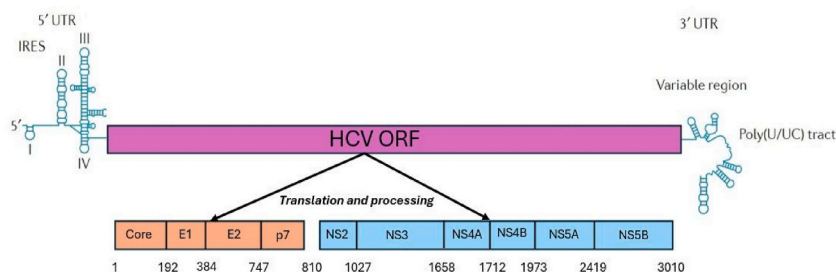 5′ UTR
3′ UTR
IRES
III
II
Variable region
5′
HCV ORF
Poly(U/UC) tract
I
IV
Translation and processing
Core E1 E2 p7 NS2 NS3 NS4A NS4B NS5A NS5B
1 192 384 747 810 1027 1658 1712 1973 2419 3010